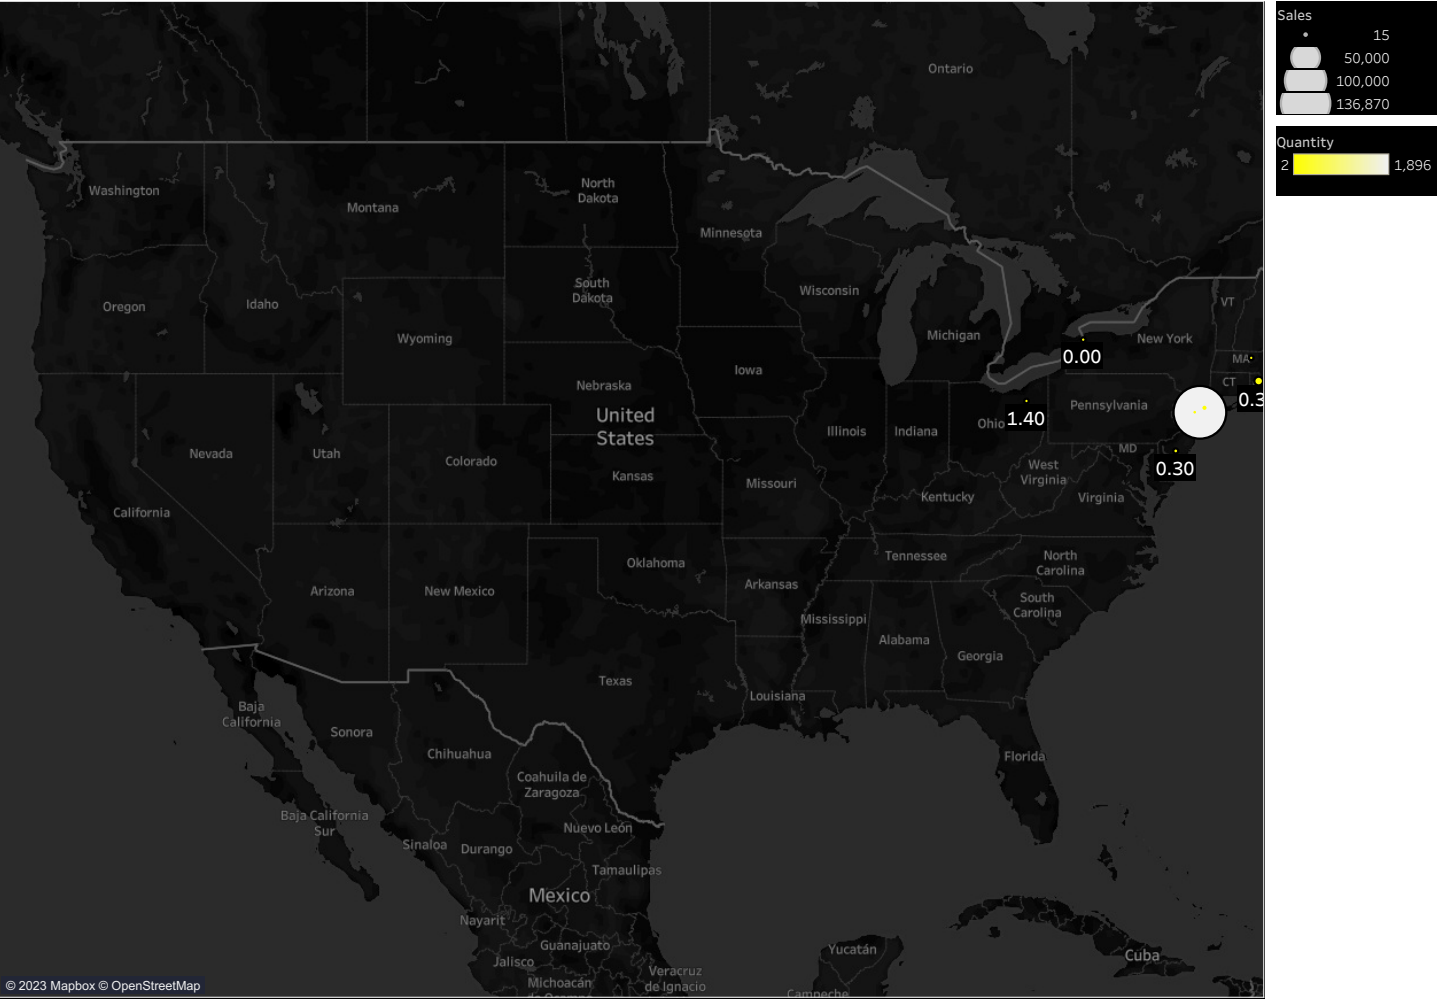 Ontario
Washington
Montana
North
Dakota
Minnesota
Oregon
Idaho
South
Dakota
Wisconsin
VT
Wyoming
Michigan
New York
0.00
MA
Iowa
CT
Nebraska
0.3
United
States
Pennsylvania
Illinois
Indiana
Ohio
1.40
Nevada
Utah
Colorado
MD
0.30
Kansas
Missouri
West
Virginia
Virginia
Kentucky
California
Oklahoma
Tennessee
North
Carolina
Arizona
New Mexico
Arkansas
South
Carolina
Mississippi
Alabama
Georgia
Texas
Louisiana
Baja
California
Sonora
Chihuahua
Florida
Coahuila de
Zaragoza
Baja California
Sur
Nuevo León
Sinaloa
Durango
Tamaulipas
Mexico
Nayarit
Guanajuato
Yucatán
Cuba
Jalisco
Veracruz
de Ignacio
Michoacán
Campeche
© 2023 Mapbox © OpenStreetMap
Sales
15
50,000
100,000
136,870
Quantity
2 1,896